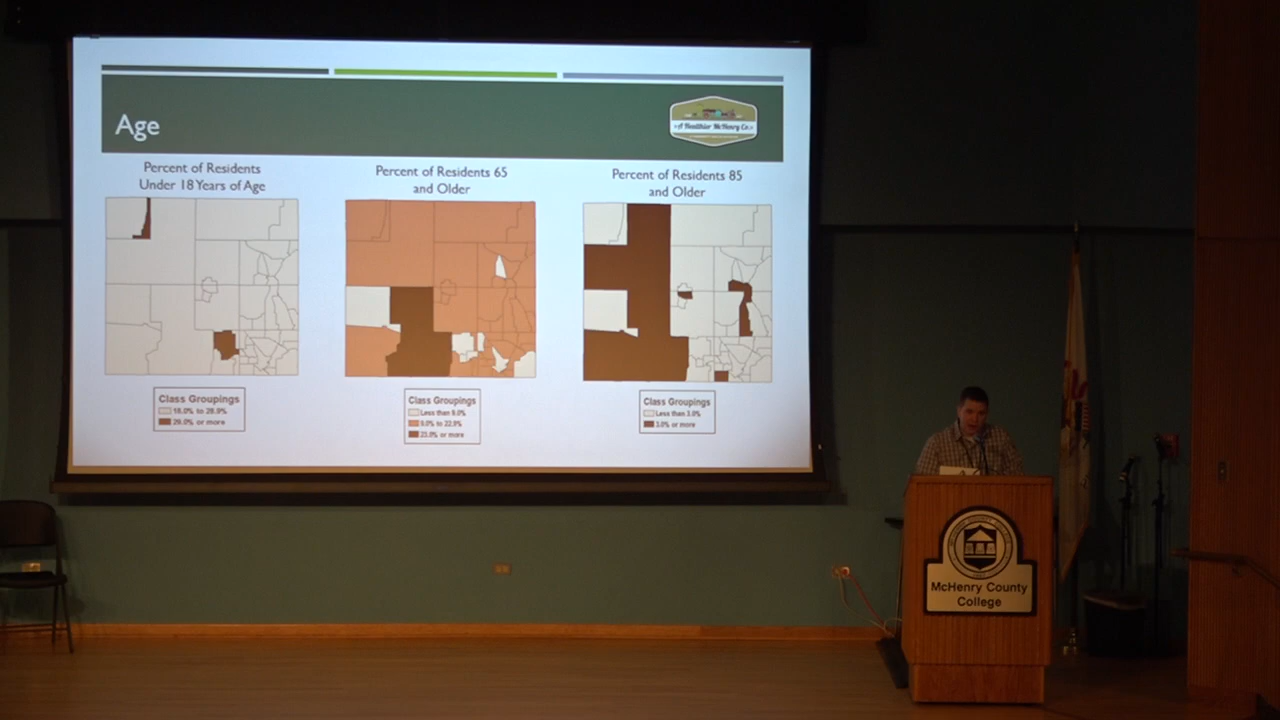 Age
A Healthier McHenry Co.
Percent of Residents
Under 18 Years of Age
Percent of Residents 65
and Older
Percent of Residents 85
and Older
Class Groupings
18.0% to 28.9%
29.0% or more
Class Groupings
Less than 9.0%
9.0% to 22.9%
23.0% or more
Class Groupings
Less than 3.0%
3.0% or more
McHenry County
College